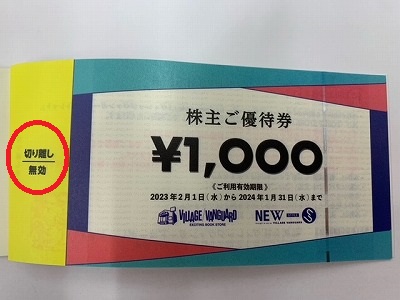 切り離し
無効
株主ご優待券
¥1,000
《ご利用有効期限》
2023年2月1日(水)から2024年1月31日(水)まで
VILLAGE VANGUARD
EXCITING BOOK STORE
NEW